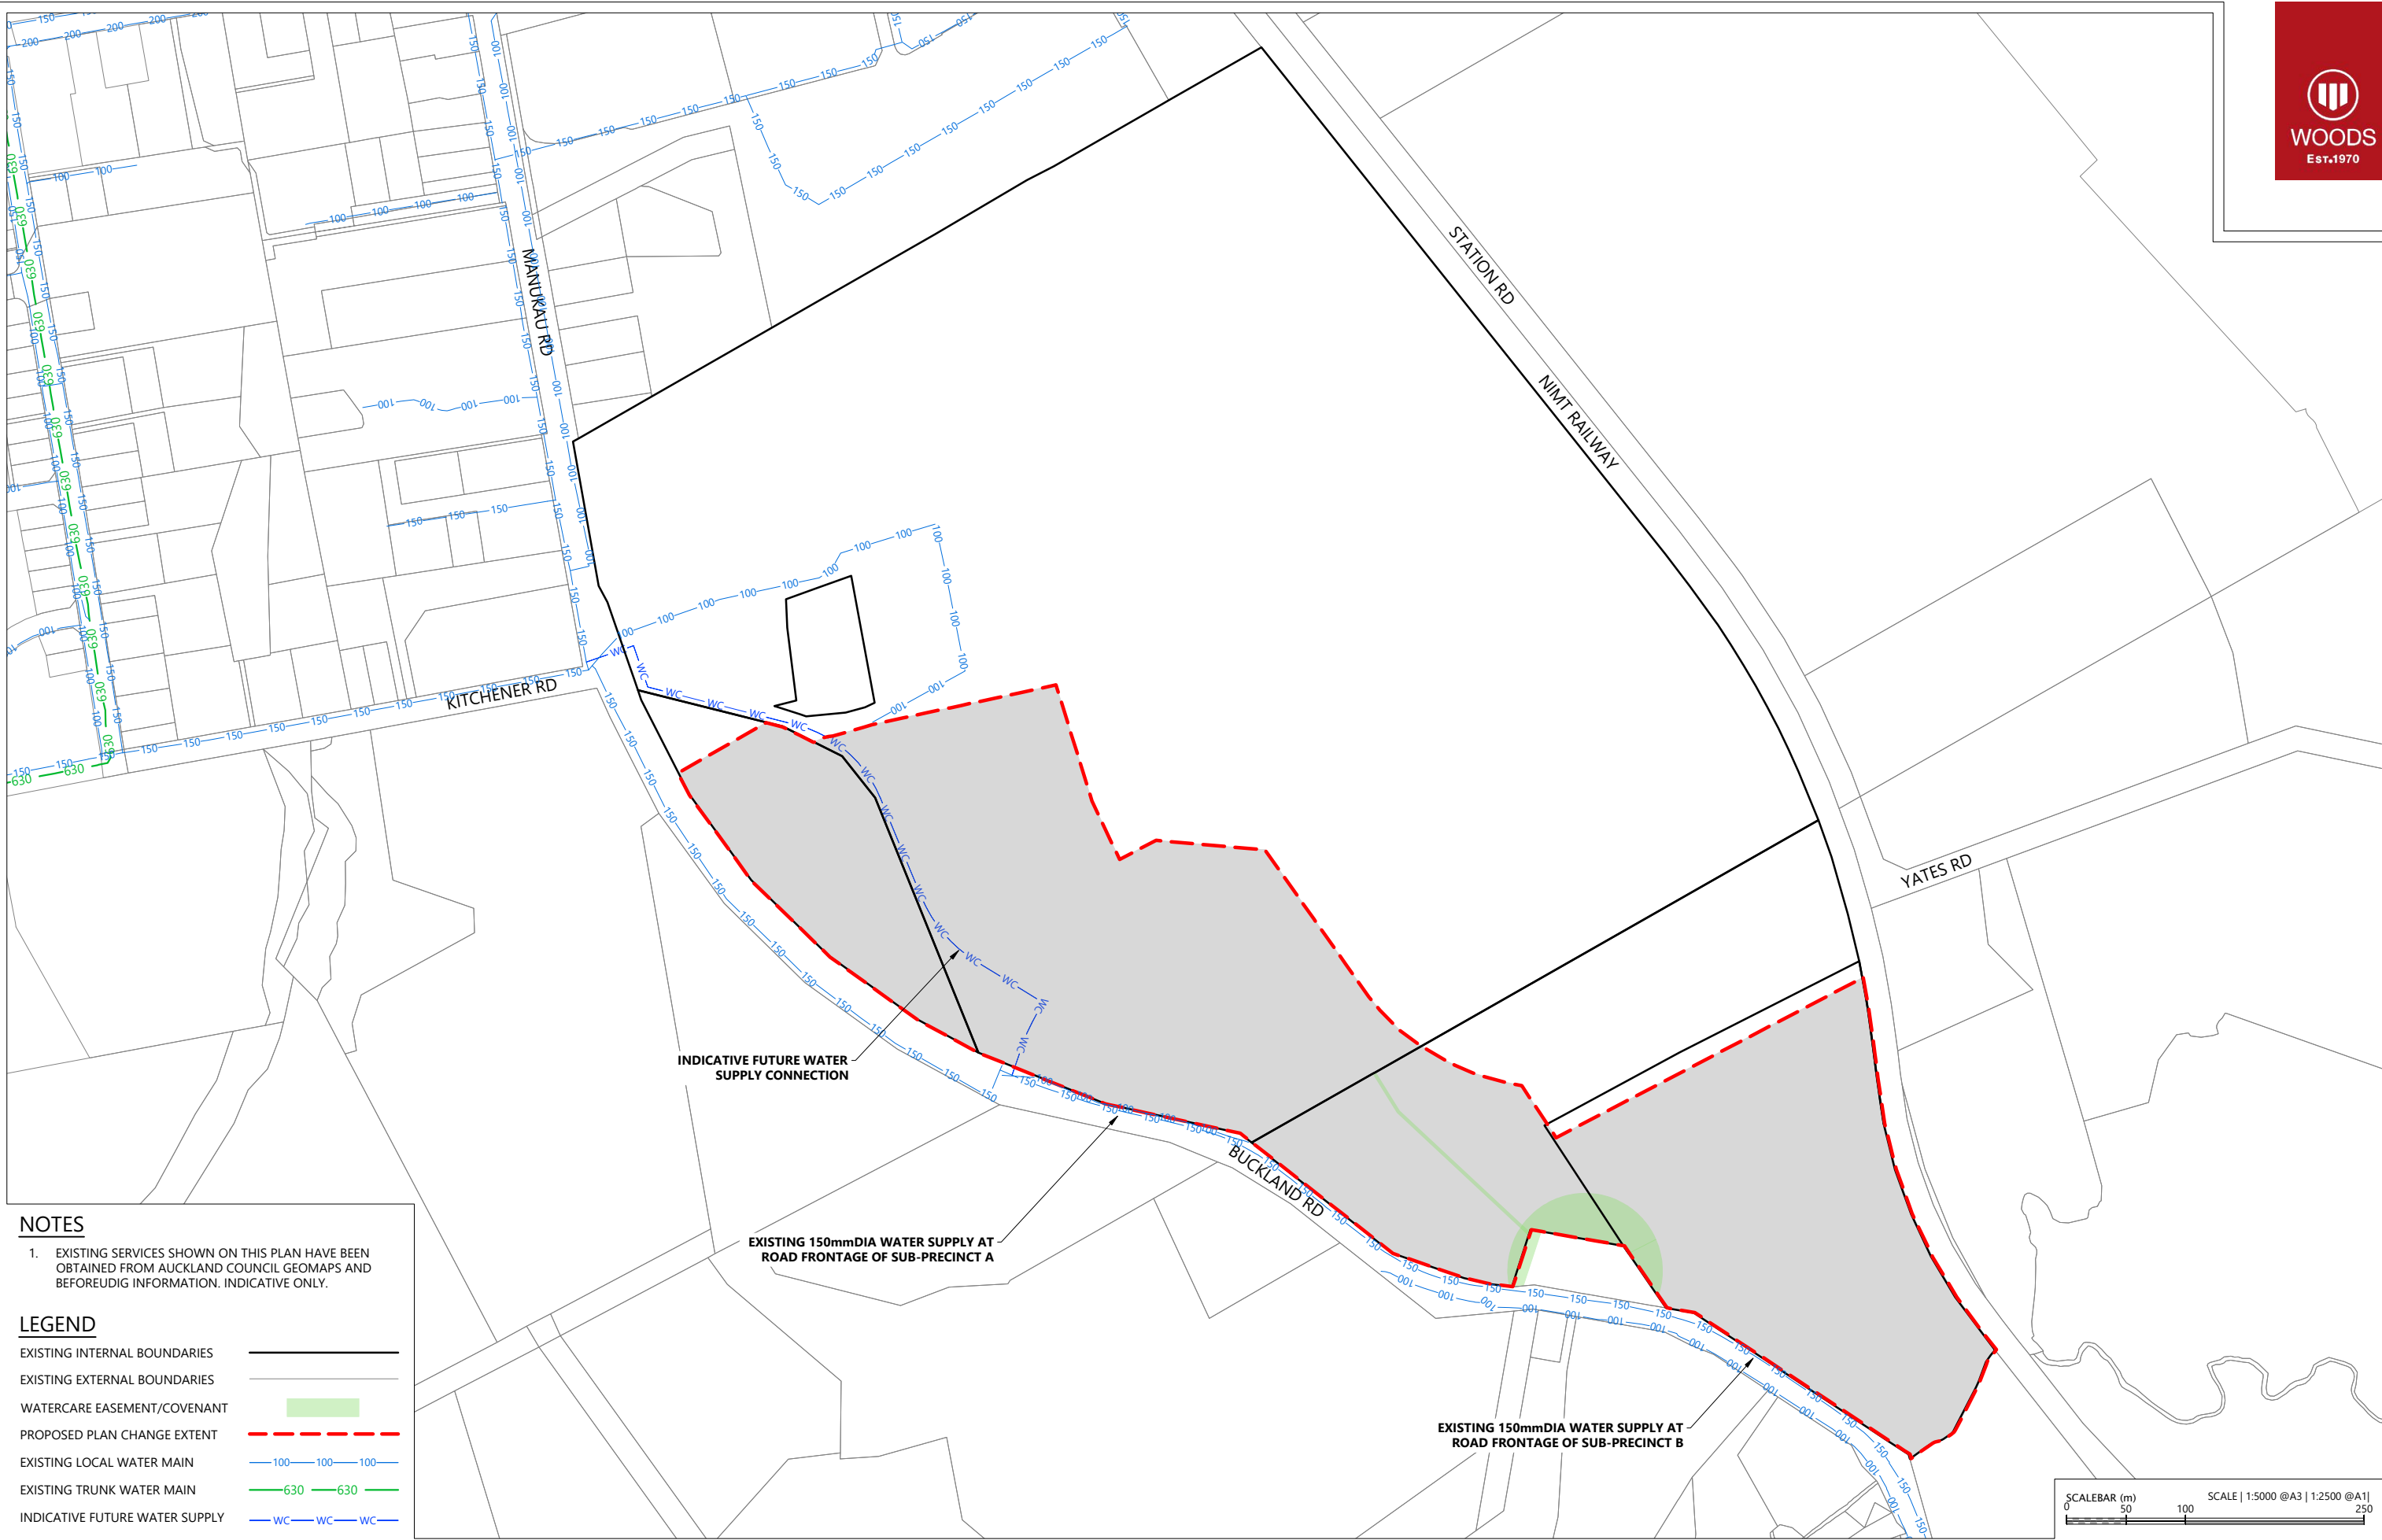 WOODS
EST.1970
MANUKAU RD
STATION RD
NIMT RAILWAY
KITCHENER RD
YATES RD
BUCKLAND RD
INDICATIVE FUTURE WATER
SUPPLY CONNECTION
EXISTING 150mmDIA WATER SUPPLY AT
ROAD FRONTAGE OF SUB-PRECINCT A
EXISTING 150mmDIA WATER SUPPLY AT
ROAD FRONTAGE OF SUB-PRECINCT B
NOTES
1. EXISTING SERVICES SHOWN ON THIS PLAN HAVE BEEN
OBTAINED FROM AUCKLAND COUNCIL GEOMAPS AND
BEFOREUDIG INFORMATION. INDICATIVE ONLY.
LEGEND
EXISTING INTERNAL BOUNDARIES
EXISTING EXTERNAL BOUNDARIES
WATERCARE EASEMENT/COVENANT
PROPOSED PLAN CHANGE EXTENT
EXISTING LOCAL WATER MAIN 100 100 100
EXISTING TRUNK WATER MAIN 630 630
INDICATIVE FUTURE WATER SUPPLY WC WC WC
SCALEBAR (m) SCALE | 1:5000 @A3 | 1:2500 @A1|
0 50 100 250